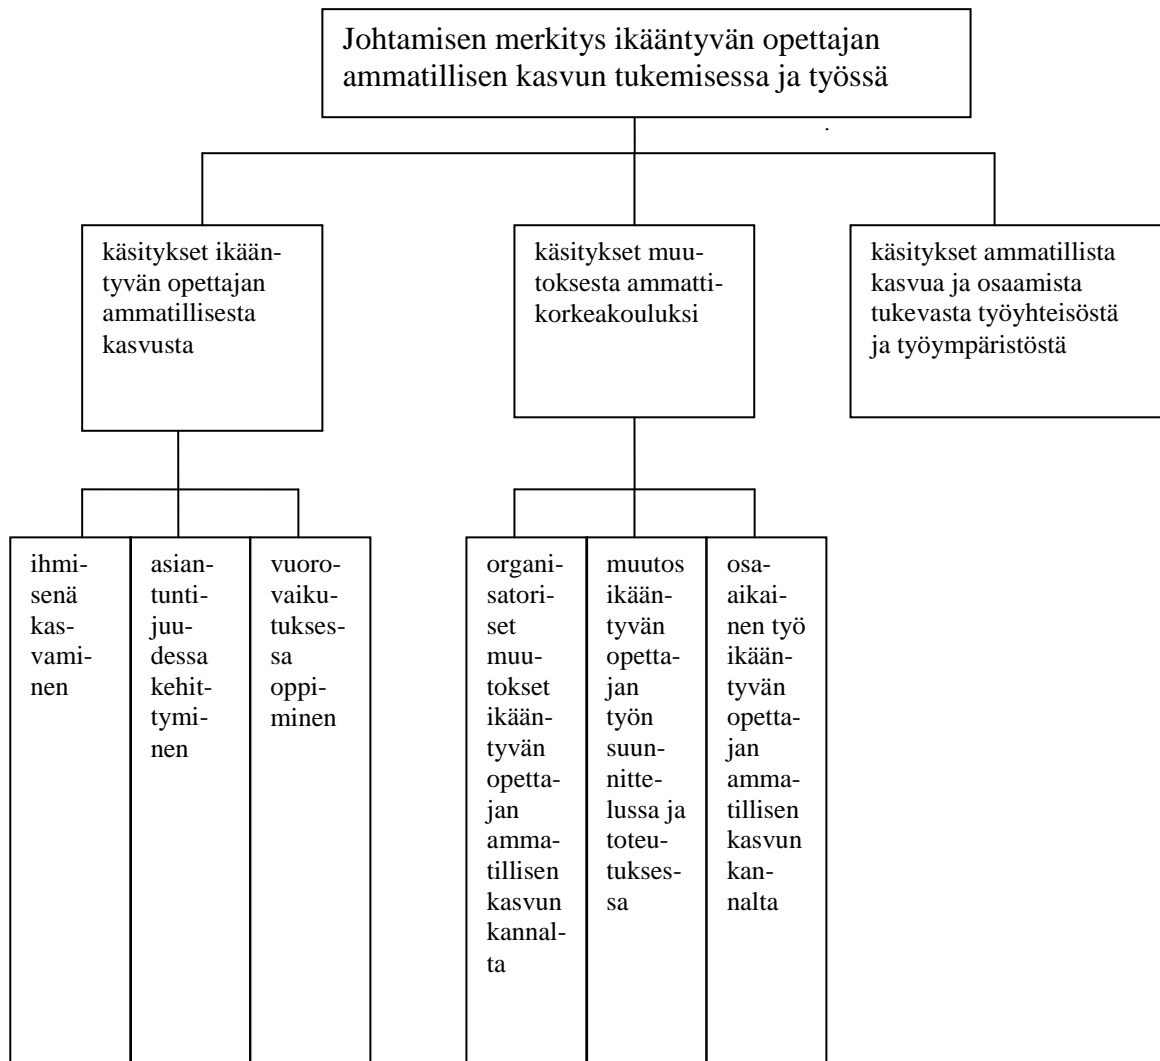 Johtamisen merkitys ikääntyvän opettajan
ammatillisen kasvun tukemisessa ja työssä
.
käsitykset ikään-
tyvän opettajan
ammatillisesta
kasvusta
käsitykset muu-
toksesta ammatti-
korkeakouluksi
käsitykset ammatillista
kasvua ja osaamista
tukevasta työyhteisöstä
ja työympäristöstä
ihmi-
senä
kas-
vami-
nen
asian-
tunti-
juu-
dessa
kehit-
tymi-
nen
vuoro-
vaiku-
tukses-
sa
oppi-
minen
organi-
satori-
set
muu-
tokset
ikään-
tyvän
opetta-
jan
amma-
tillisen
kasvun
kannal-
ta
muutos
ikään-
tyvän
opetta-
jan
työn
suun-
nitte-
lussa ja
toteu-
tukses-
sa
osa-
aikai-
nen työ
ikään-
tyvän
opetta-
jan
amma-
tillisen
kasvun
kan-
nalta